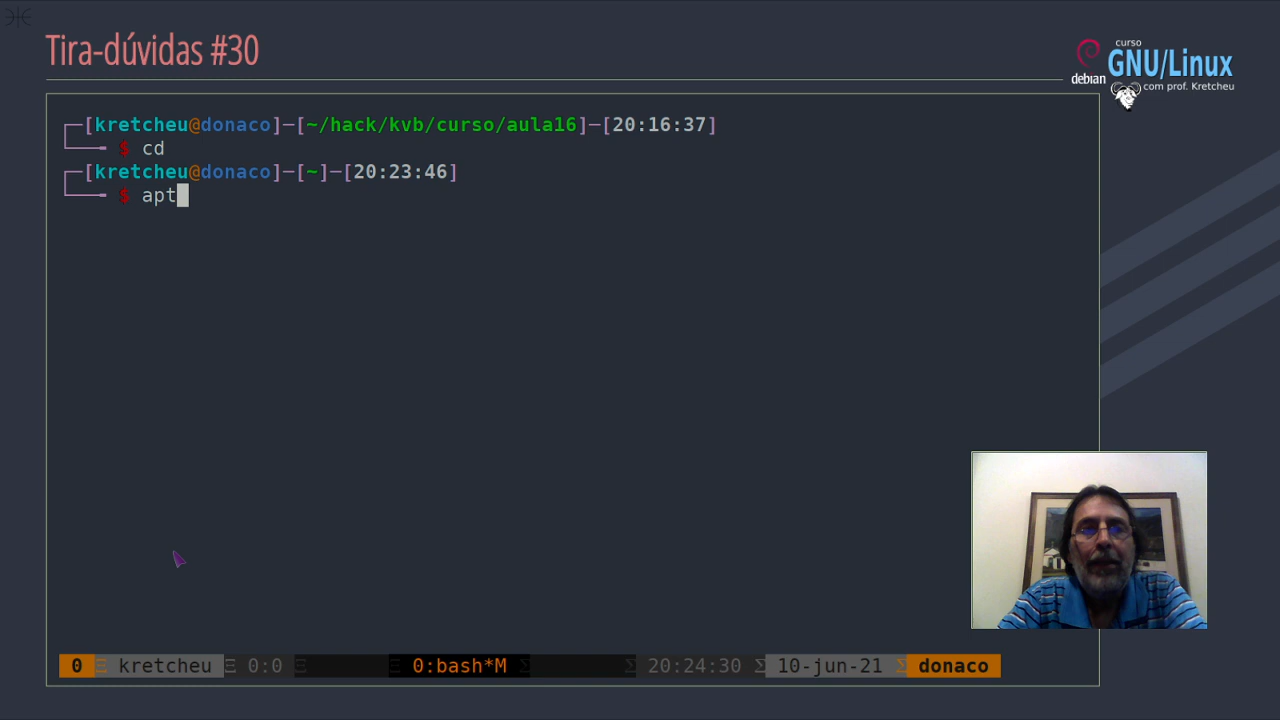 Tira-dúvidas #30
curso
GNU/Linux
debian
com prof. Kretcheu
┌─[kretcheu@donaco]─[~/hack/kvb/curso/aula16]─[20:16:37]
└──╼ $ cd
┌─[kretcheu@donaco]─[~]─[20:23:46]
└──╼ $ apt
0 Ξ kretcheu Ξ 0:0 Ξ Ξ 0:bash*M Σ Σ 20:24:30 Σ 10-jun-21 Σ donaco